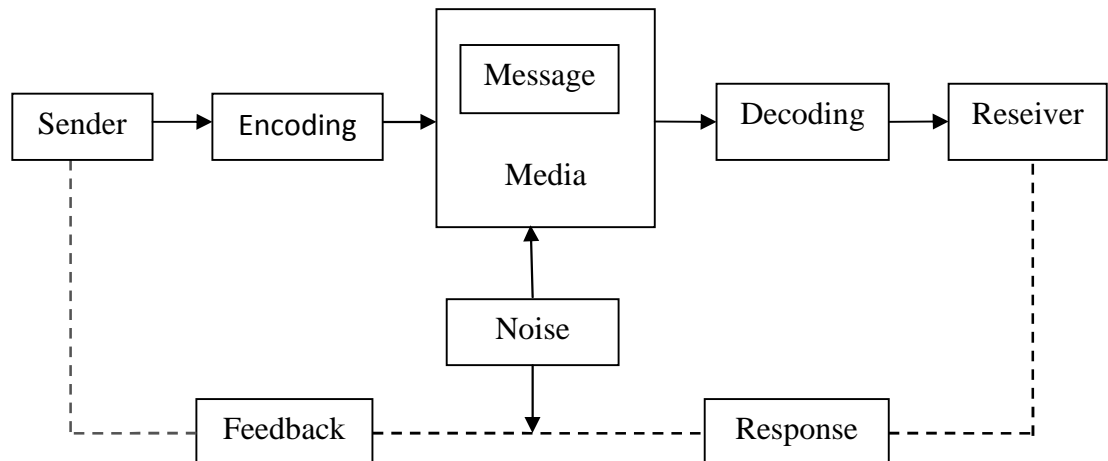 Message
Sender
Encoding
Decoding
Reseiver
Media
Noise
Feedback
Response